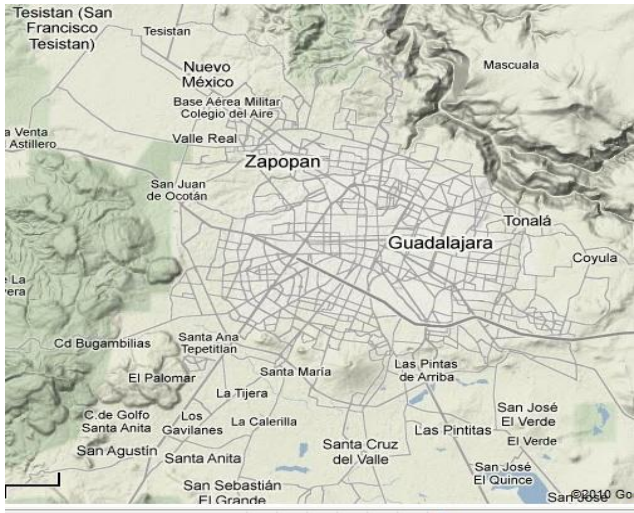 Tesistan (San
Francisco
Tesistan)
Tesistan
Nuevo
México
Mascuala
Base Aérea Militar
Colegio del Aire
a Venta
Astillero
Valle Real
Zapopan
San Juan
de Ocotán
Tonalá
Guadalajara
Coyula
e La
vera
Cd Bugambilias
Santa Ana
Tepetitlán
El Palomar
Santa María
Las Pintas
de Arriba
La Tijera
C.de Golfo
Santa Anita
Los
Gavilanes
La Calerilla
San José
El Verde
Las Pintitas
El Verde
San Agustín
Santa Anita
Santa Cruz
del Valle
San José
El Quince
San Sebastián
El Grande
San José
©2010 Go